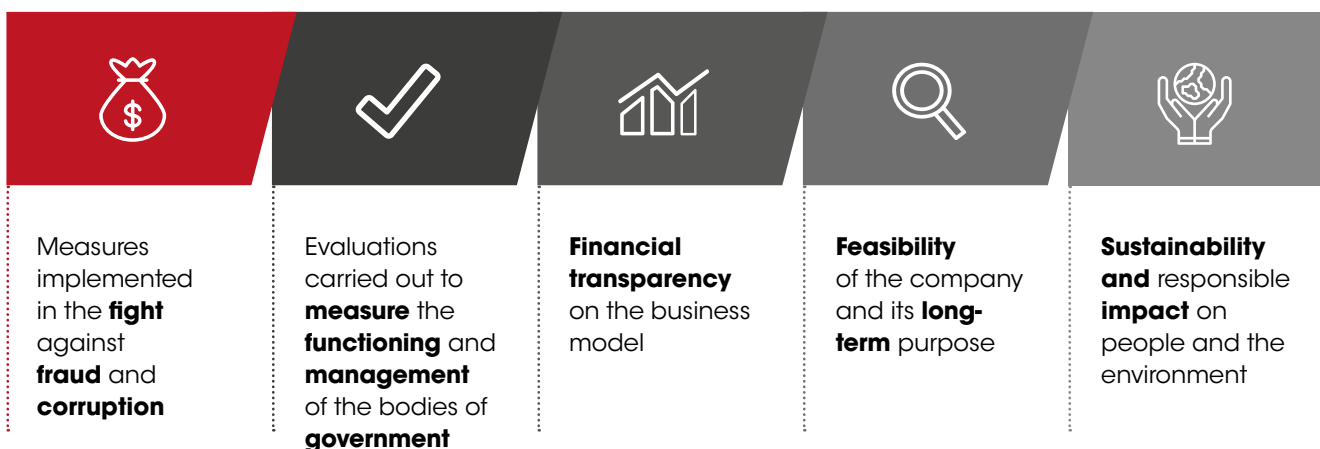 $
Measures
implemented
in the fight
against
fraud and
corruption
Evaluations
carried out to
measure the
functioning and
management
of the bodies of
government
Financial
transparency
on the business
model
Feasibility
of the company
and its long-
term purpose
Sustainability
and responsible
impact on
people and the
environment